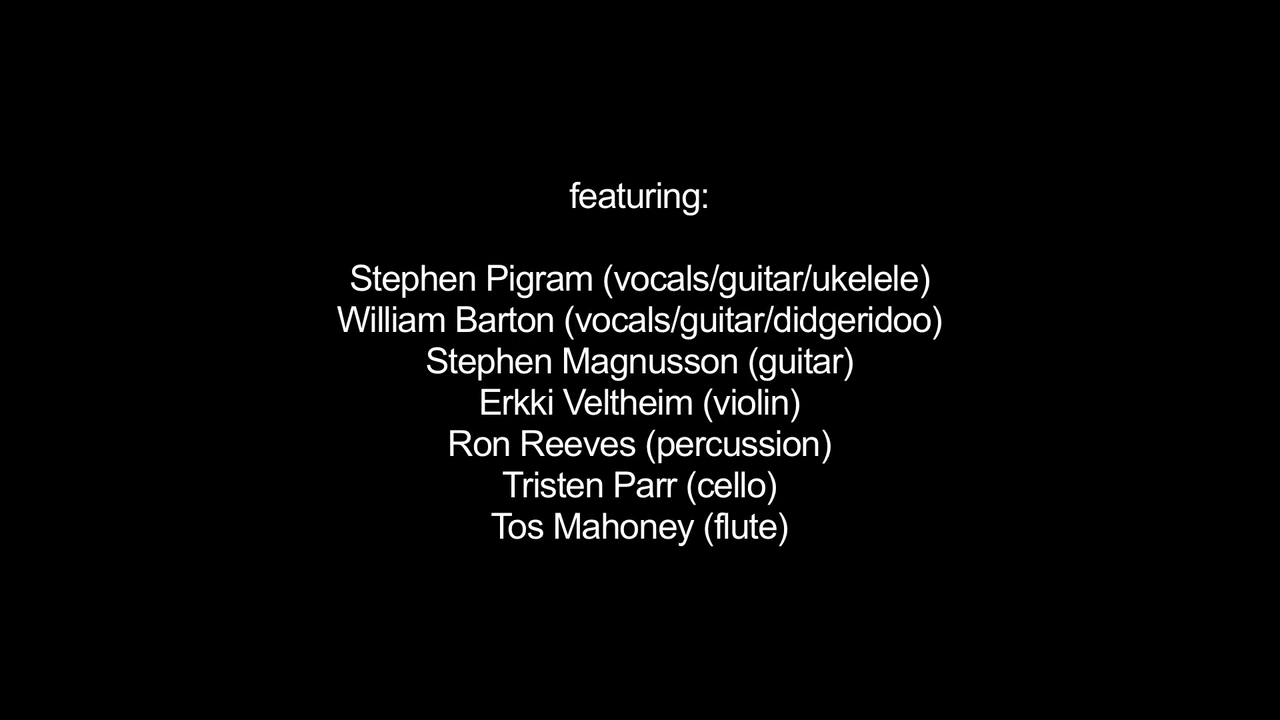 featuring:
Stephen Pigram (vocals/guitar/ukelele)
William Barton (vocals/guitar/didgeridoo)
Stephen Magnusson (guitar)
Erkki Veltheim (violin)
Ron Reeves (percussion)
Tristen Parr (cello)
Tos Mahoney (flute)